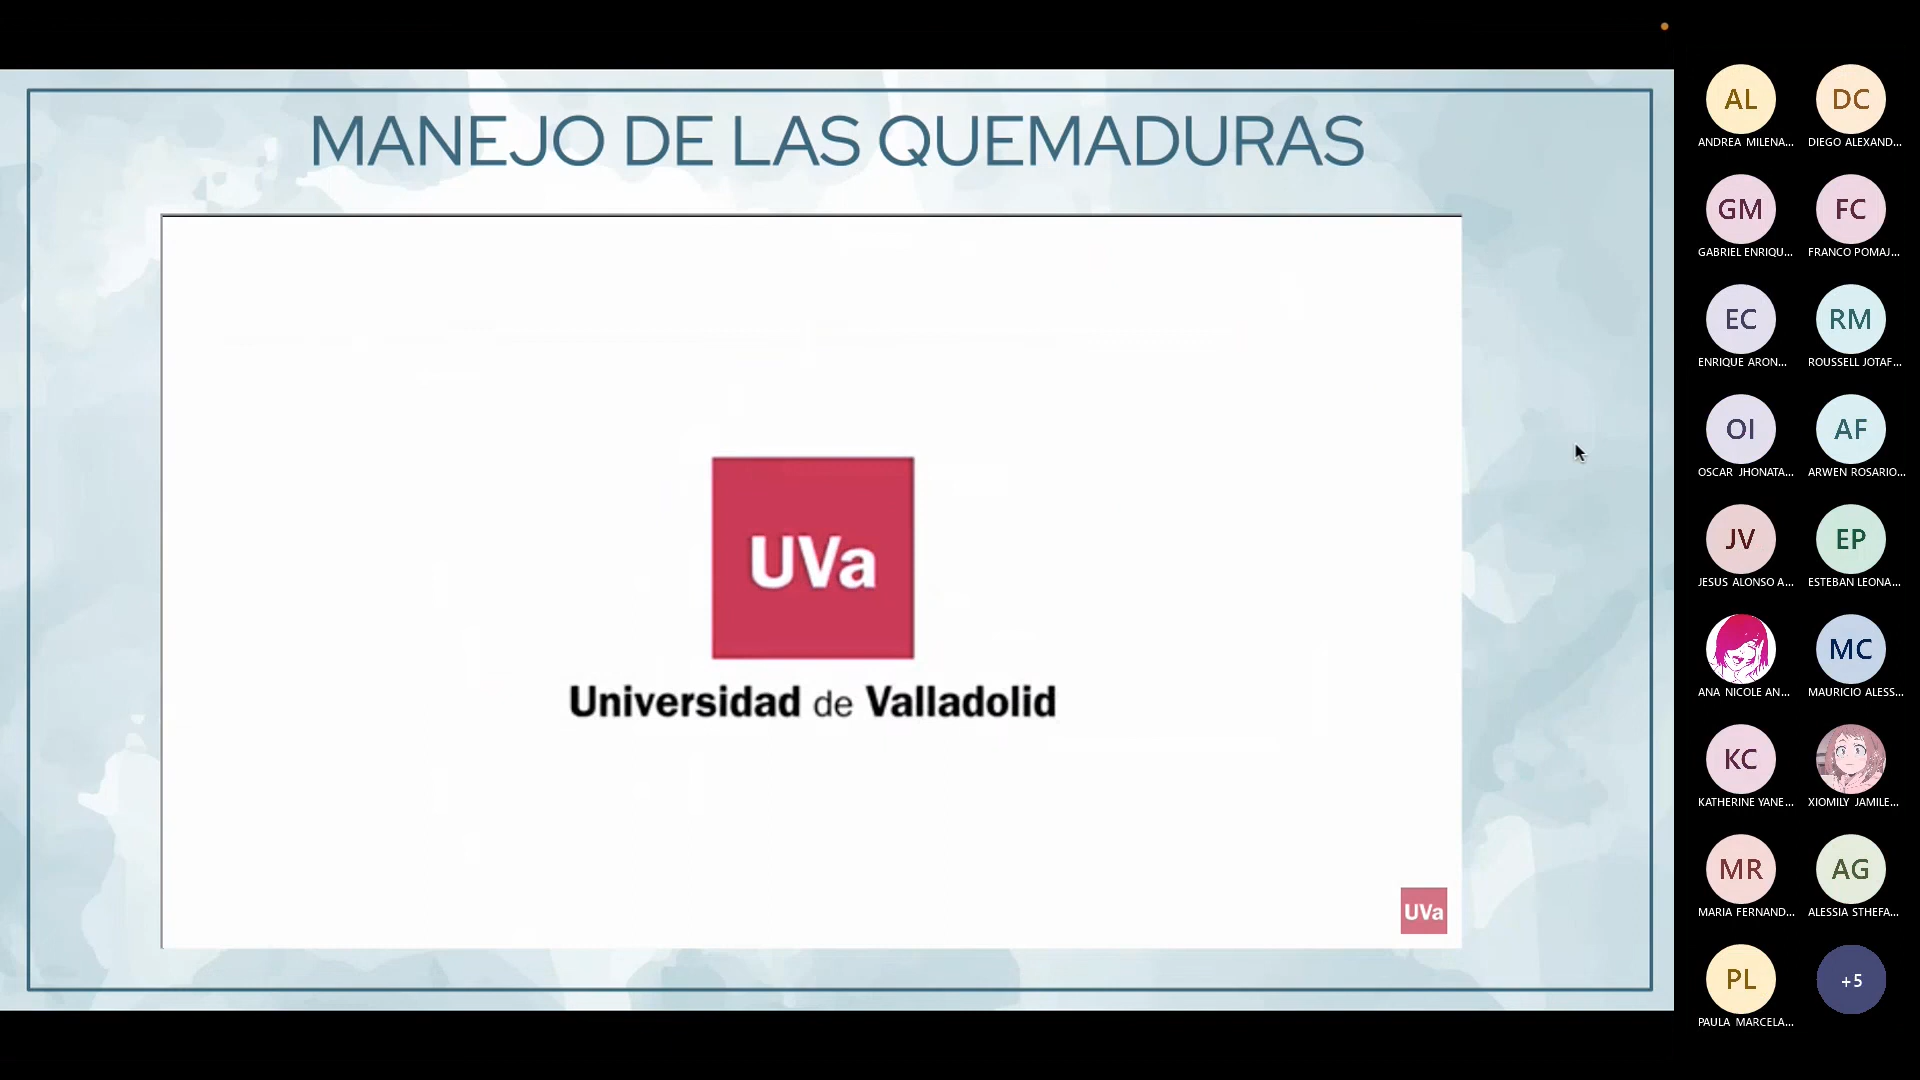 MANEJO DE LAS QUEMADURAS
UVa
Universidad de Valladolid
UVa
AL
ANDREA MILENA...
DC
DIEGO ALEXAND...
GM
GABRIEL ENRIQU...
FC
FRANCO POMAJ...
EC
ENRIQUE ARON...
RM
ROUSSELL JOTAF...
OI
OSCAR JHONATA...
AF
ARWEN ROSARIO...
JV
JESUS ALONSO A...
EP
ESTEBAN LEONA...
ANA NICOLE AN...
MC
MAURICIO ALESS...
KC
KATHERINE YANE...
XIOMILY JAMILE...
MR
MARIA FERNAND...
AG
ALESSIA STHEFA...
PL
PAULA MARCELA...
+5